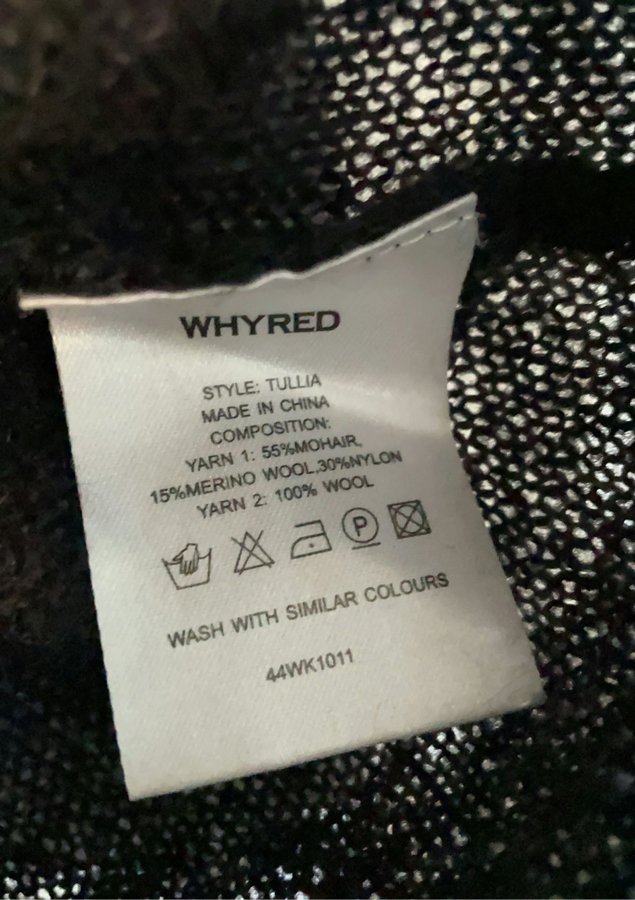 WHYRED
STYLE: TULLIA
MADE IN CHINA
COMPOSITION:
YARN 1: 55%MOHAIR,
15%MERINO WOOL,30%NYLON
YARN 2: 100% WOOL
P
WASH WITH SIMILAR COLOURS
44WK1011